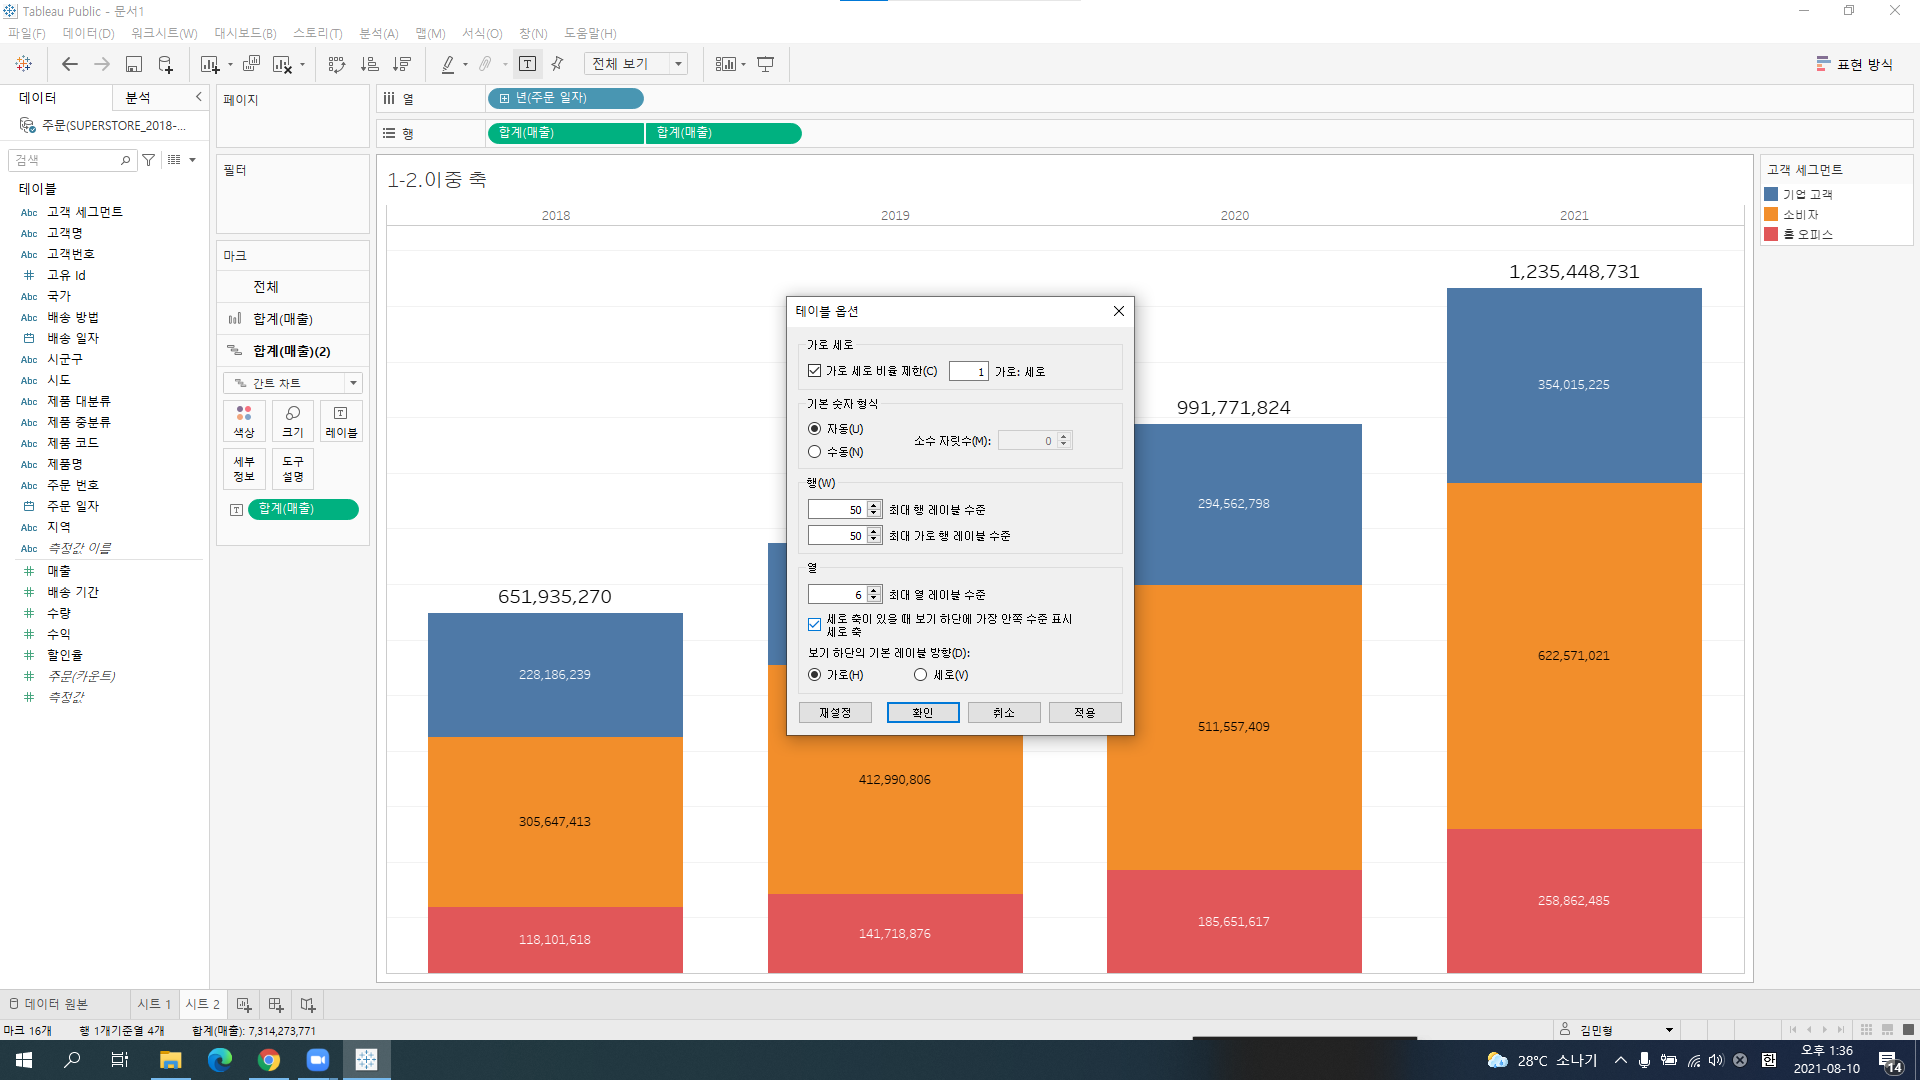 Tableau Public - 문서1
파일(F) 데이터(D) 워크시트(W) 대시보드(B) 스토리(T) 분석(A) 맵(M) 서식(O) 창(N) 도움말(H)
전체 보기
표현 방식
데이터
분석
주문(SUPERSTORE_2018-...
검색
테이블
Abc 고객 세그먼트
Abc 고객명
Abc 고객번호
# 고유 Id
Abc 국가
Abc 배송 방법
배송 일자
Abc 시군구
Abc 시도
Abc 제품 대분류
Abc 제품 중분류
Abc 제품 코드
Abc 제품명
Abc 주문 번호
주문 일자
Abc 지역
Abc 측정값 이름
# 매출
# 배송 기간
# 수량
# 수익
# 할인율
# 주문(카운트)
# 측정값
페이지
필터
마크
전체
합계(매출)
합계(매출)(2)
간트 차트
색상
크기
레이블
세부 정보
도구 설명
합계(매출)
열
년(주문 일자)
행
합계(매출)
합계(매출)
1-2.이중 축
2018
2019
2020
2021
651,935,270
228,186,239
305,647,413
118,101,618
412,990,806
141,718,876
991,771,824
294,562,798
511,557,409
185,651,617
1,235,448,731
354,015,225
622,571,021
258,862,485
테이블 옵션
가로 세로
가로 세로 비율 제한(C) 1 가로: 세로
기본 숫자 형식
자동(U)
수동(N)
소수 자릿수(M): 0
행(W)
50 최대 행 레이블 수준
50 최대 가로 행 레이블 수준
열
6 최대 열 레이블 수준
세로 축이 있을 때 보기 하단에 가장 안쪽 수준 표시
세로 축
보기 하단의 기본 레이블 방향(D):
가로(H) 세로(V)
재설정
확인
취소
적용
고객 세그먼트
기업 고객
소비자
홈 오피스
데이터 원본
시트 1
시트 2
마크 16개 행 1개기준열 4개 합계(매출): 7,314,273,771
김민형
28°C 소나기
한
오후 1:36
2021-08-10
14